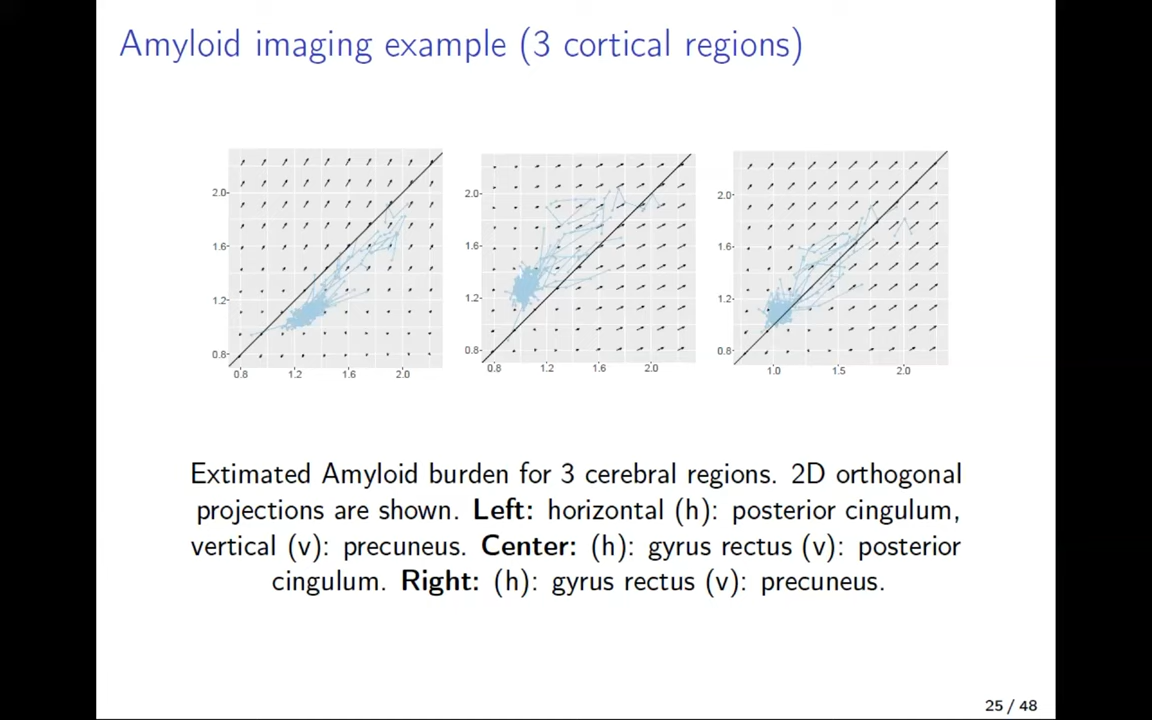 Amyloid imaging example (3 cortical regions)
2.0
1.6
1.2
0.8
0.8 1.2 1.6 2.0
2.0
1.6
1.2
0.8
0.8 1.2 1.6 2.0
2.0
1.6
1.2
0.8
1.0 1.5 2.0
Extimated Amyloid burden for 3 cerebral regions. 2D orthogonal
projections are shown. Left: horizontal (h): posterior cingulum,
vertical (v): precuneus. Center: (h): gyrus rectus (v): posterior
cingulum. Right: (h): gyrus rectus (v): precuneus.
25 / 48